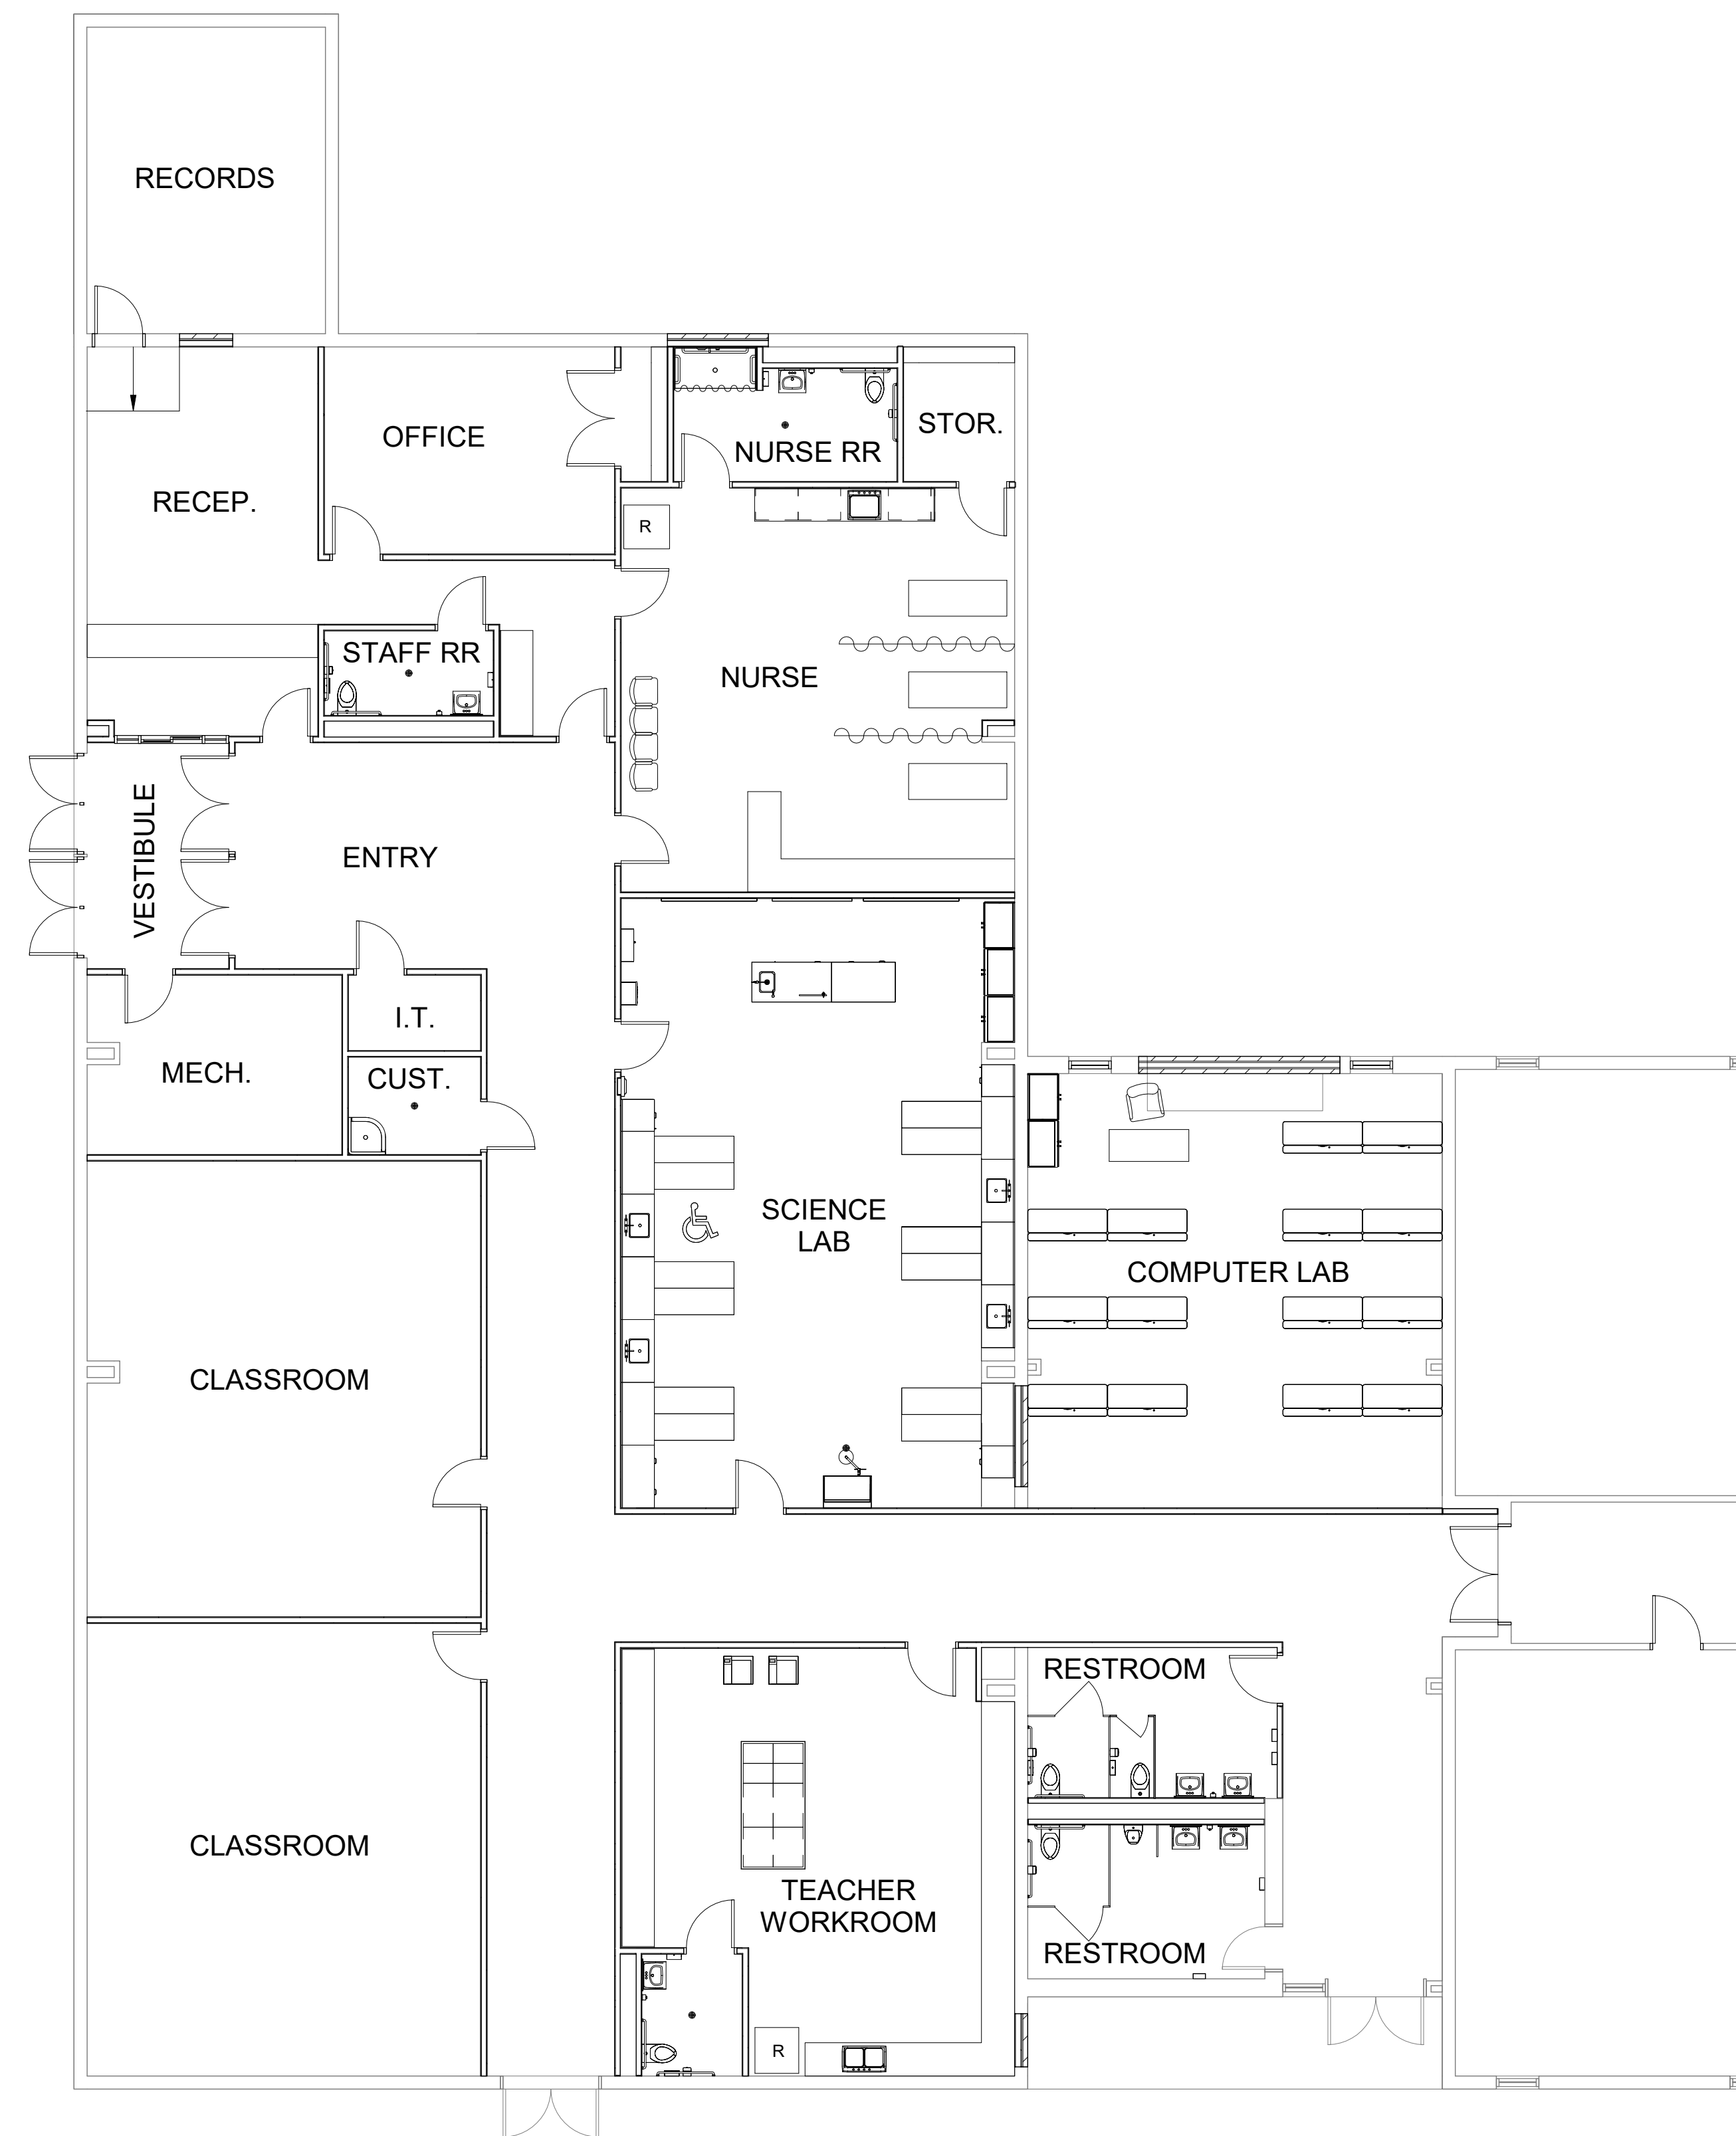 RECORDS
OFFICE
STOR.
NURSE RR
RECEP.
R
STAFF RR
NURSE
VESTIBULE
ENTRY
I.T.
MECH.
CUST.
SCIENCE
LAB
COMPUTER LAB
CLASSROOM
RESTROOM
CLASSROOM
TEACHER
WORKROOM
RESTROOM
R